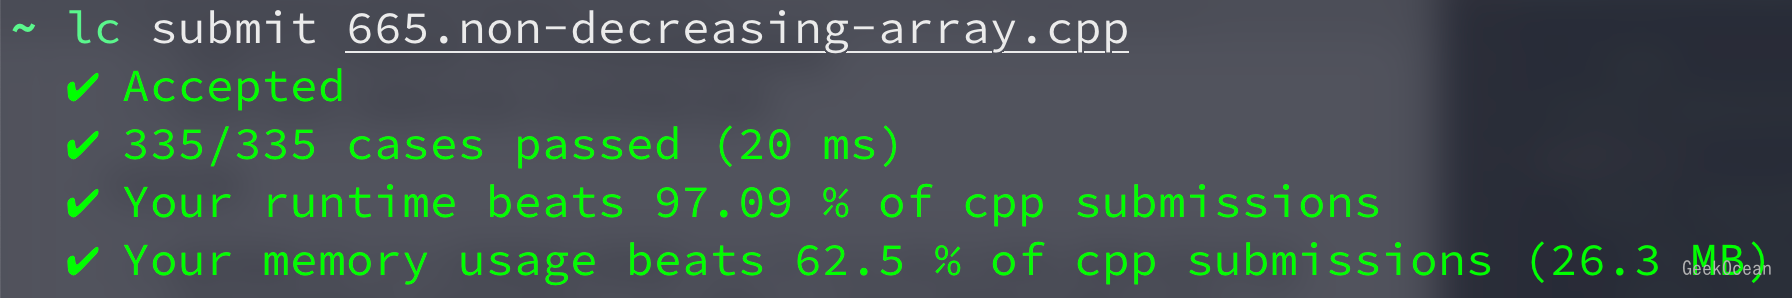 ~ lc submit 665.non-decreasing-array.cpp
✔ Accepted
✔ 335/335 cases passed (20 ms)
✔ Your runtime beats 97.09 % of cpp submissions
✔ Your memory usage beats 62.5 % of cpp submissions (26.3 MB)
GeekOcean